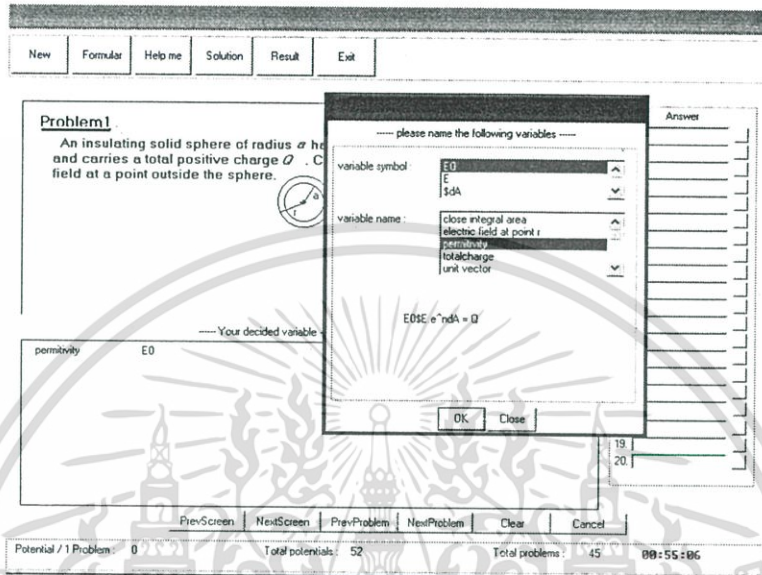 New Formular Help me Solution Result Exit
Problem1
An insulating solid sphere of radius a ha
and carries a total positive charge Q . C
field at a point outside the sphere.
a
r
----- please name the following variables -----
variable symbol :
E0
E
$dA
variable name :
close integral area
electric field at point r
permitivity
totalcharge
unit vector
E0$E e^ndA = Q
OK Close
Answer
19.
20.
----- Your decided variable -
permitivity E0
PrevScreen NextScreen PrevProblem NextProblem Clear Cancel
Potential / 1 Problem : 0 Total potentials : 52 Total problems : 45 00:55:06